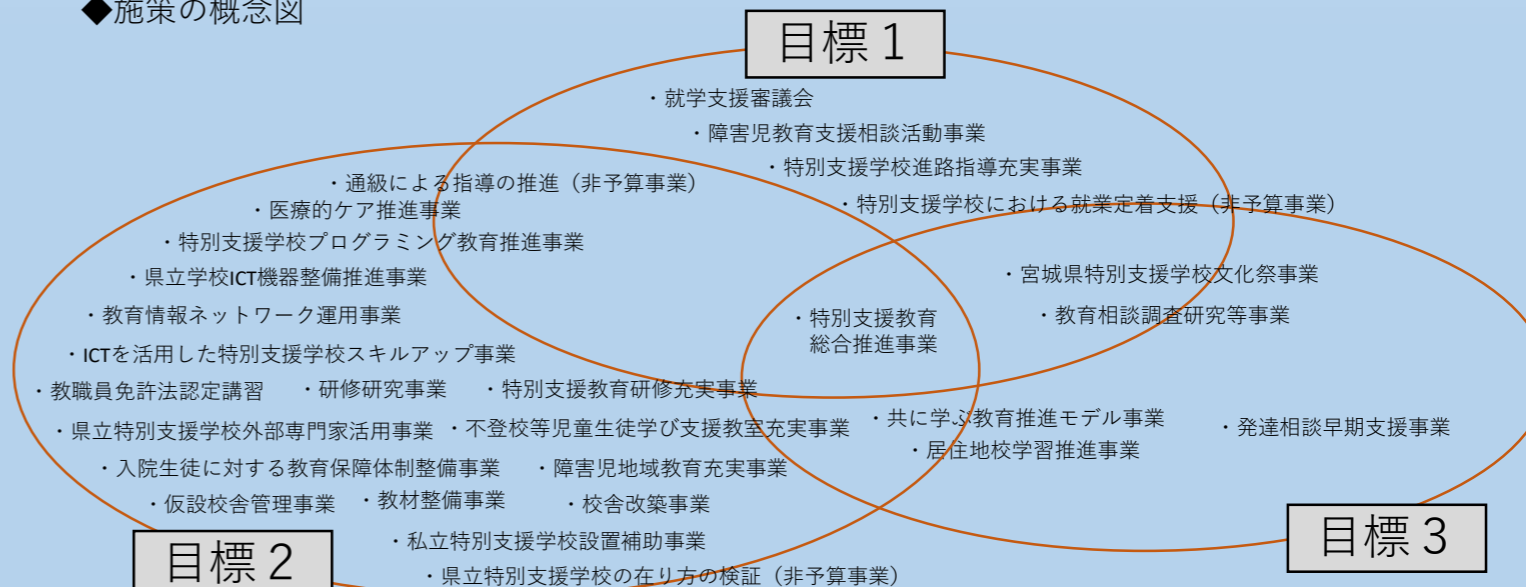 ◆施策の概念図
目標１
・就学支援審議会
・障害児教育支援相談活動事業
・特別支援学校進路指導充実事業
・通級による指導の推進（非予算事業）
・特別支援学校における就業定着支援（非予算事業）
・医療的ケア推進事業
・特別支援学校プログラミング教育推進事業
・県立学校ICT機器整備推進事業
・宮城県特別支援学校文化祭事業
・教育情報ネットワーク運用事業
・特別支援教育
総合推進事業
・教育相談調査研究等事業
・ICTを活用した特別支援学校スキルアップ事業
・教職員免許法認定講習
・研修研究事業
・特別支援教育研修充実事業
・県立特別支援学校外部専門家活用事業
・不登校等児童生徒学び支援教室充実事業
・共に学ぶ教育推進モデル事業
・発達相談早期支援事業
・居住地校学習推進事業
・入院生徒に対する教育保障体制整備事業
・障害児地域教育充実事業
・仮設校舎管理事業
・教材整備事業
・校舎改築事業
・私立特別支援学校設置補助事業
・県立特別支援学校の在り方の検証（非予算事業）
目標２
目標３